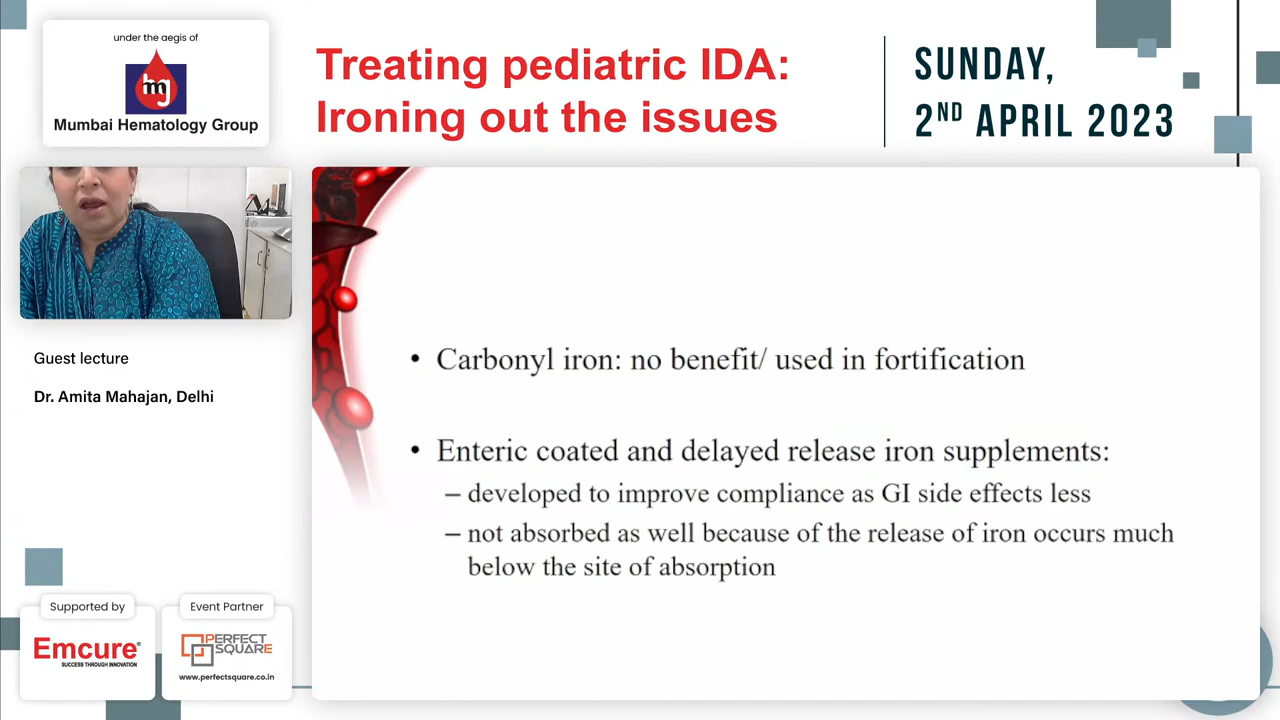 under the aegis of
hmg
Mumbai Hematology Group
Treating pediatric IDA:
Ironing out the issues
SUNDAY,
2ND APRIL 2023
Guest lecture
Dr. Amita Mahajan, Delhi
• Carbonyl iron: no benefit/ used in fortification
• Enteric coated and delayed release iron supplements:
– developed to improve compliance as GI side effects less
– not absorbed as well because of the release of iron occurs much
below the site of absorption
Supported by
Emcure®
SUCCESS THROUGH INNOVATION
Event Partner
PERFECT
SQUARE
www.perfectsquare.co.in